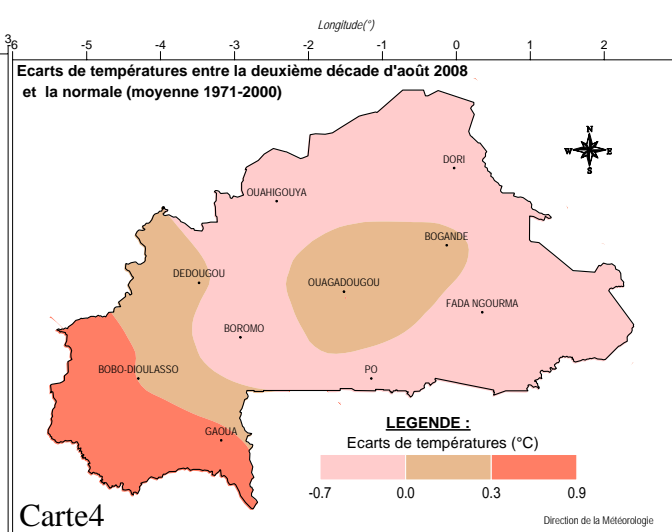 Longitude(°)
3
-6 -5 -4 -3 -2 -1 0 1 2
Ecarts de températures entre la deuxième décade d'août 2008
et la normale (moyenne 1971-2000)
N
W E
S
DORI
OUAHIGOUYA
BOGANDE
DEDOUGOU
OUAGADOUGOU
FADA NGOURMA
BOROMO
BOBO-DIOULASSO
PO
GAOUA
LEGENDE :
Ecarts de températures (°C)
-0.7 0.0 0.3 0.9
Carte4
Direction de la Météorologie